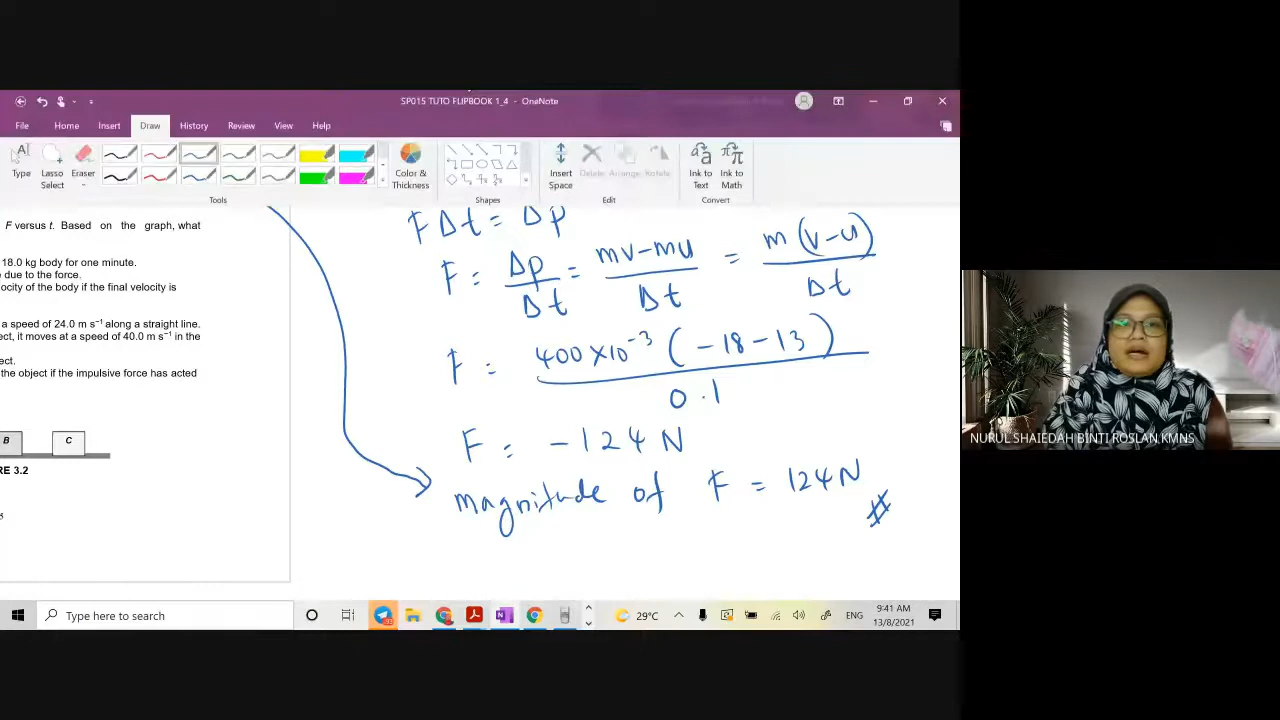 SP015 TUTO FLIPBOOK 1_4 - OneNote
File Home Insert Draw History Review View Help
Type
Lasso Select
Eraser
Color & Thickness
Insert Space
Delete
Arrange
Rotate
Ink to Text
Ink to Math
Tools
Shapes
Edit
Convert
F versus t. Based on the graph, what
18.0 kg body for one minute.
due to the force.
ocity of the body if the final velocity is
a speed of 24.0 m s⁻¹ along a straight line.
ect, it moves at a speed of 40.0 m s⁻¹ in the
ect.
the object if the impulsive force has acted
B C
RE 3.2
F Δt = Δp
F = Δp/Δt = mv-mu/Δt = m(v-u)/Δt
F = 400×10⁻³ (-18-13)/0.1
F = -124 N
magnitude of F = 124N
NURUL SHAIEDAH BINTI ROSLAN KMNS
Type here to search
29°C
ENG
9:41 AM
13/8/2021